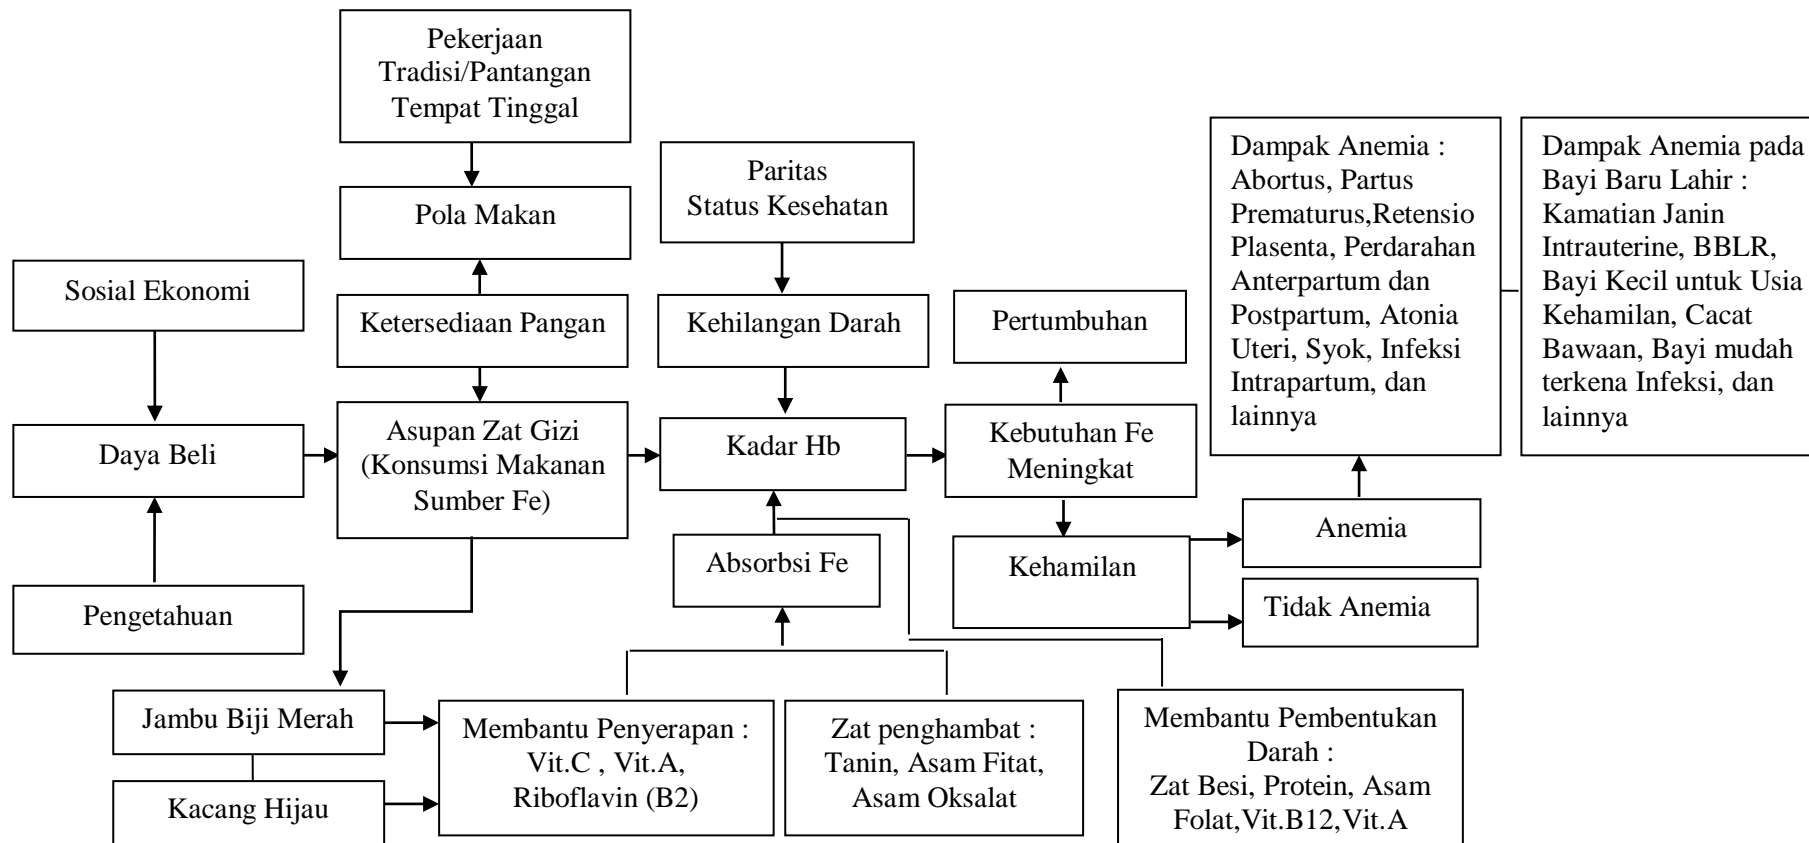 Pekerjaan
Tradisi/Pantangan
Tempat Tinggal
Pola Makan
Ketersediaan Pangan
Sosial Ekonomi
Daya Beli
Pengetahuan
Asupan Zat Gizi
(Konsumsi Makanan
Sumber Fe)
Paritas
Status Kesehatan
Kehilangan Darah
Kadar Hb
Absorbsi Fe
Pertumbuhan
Kebutuhan Fe
Meningkat
Kehamilan
Dampak Anemia :
Abortus, Partus
Prematurus,Retensio
Plasenta, Perdarahan
Anterpartum dan
Postpartum, Atonia
Uteri, Syok, Infeksi
Intrapartum, dan
lainnya
Dampak Anemia pada
Bayi Baru Lahir :
Kamatian Janin
Intrauterine, BBLR,
Bayi Kecil untuk Usia
Kehamilan, Cacat
Bawaan, Bayi mudah
terkena Infeksi, dan
lainnya
Anemia
Tidak Anemia
Jambu Biji Merah
Kacang Hijau
Membantu Penyerapan :
Vit.C , Vit.A,
Riboflavin (B2)
Zat penghambat :
Tanin, Asam Fitat,
Asam Oksalat
Membantu Pembentukan
Darah :
Zat Besi, Protein, Asam
Folat,Vit.B12,Vit.A